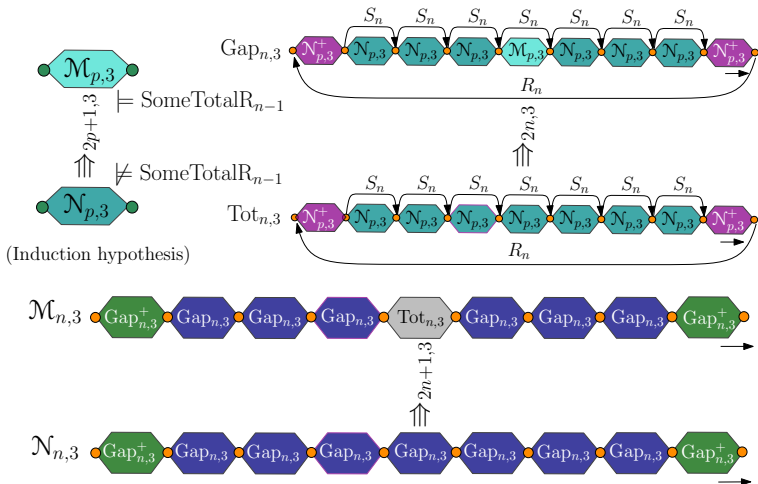 𝓜_{p,3}
⊨ SomeTotalR_{n−1}
⇛ 2p+1,3
⊭ SomeTotalR_{n−1}
𝓝_{p,3}
(Induction hypothesis)
S_n S_n S_n S_n S_n S_n S_n
Gap_{n,3} 𝓝^+_{p,3} 𝓝_{p,3} 𝓝_{p,3} 𝓝_{p,3} 𝓜_{p,3} 𝓝_{p,3} 𝓝_{p,3} 𝓝_{p,3} 𝓝^+_{p,3}
R_n
⇛ 2n,3
S_n S_n S_n S_n S_n S_n S_n
Tot_{n,3} 𝓝^+_{p,3} 𝓝_{p,3} 𝓝_{p,3} 𝓝_{p,3} 𝓝_{p,3} 𝓝_{p,3} 𝓝_{p,3} 𝓝_{p,3} 𝓝^+_{p,3}
R_n
𝓜_{n,3} Gap^+_{n,3} Gap_{n,3} Gap_{n,3} Gap_{n,3} Tot_{n,3} Gap_{n,3} Gap_{n,3} Gap_{n,3} Gap^+_{n,3}
⇛ 2n+1,3
𝓝_{n,3} Gap^+_{n,3} Gap_{n,3} Gap_{n,3} Gap_{n,3} Gap_{n,3} Gap_{n,3} Gap_{n,3} Gap_{n,3} Gap^+_{n,3}